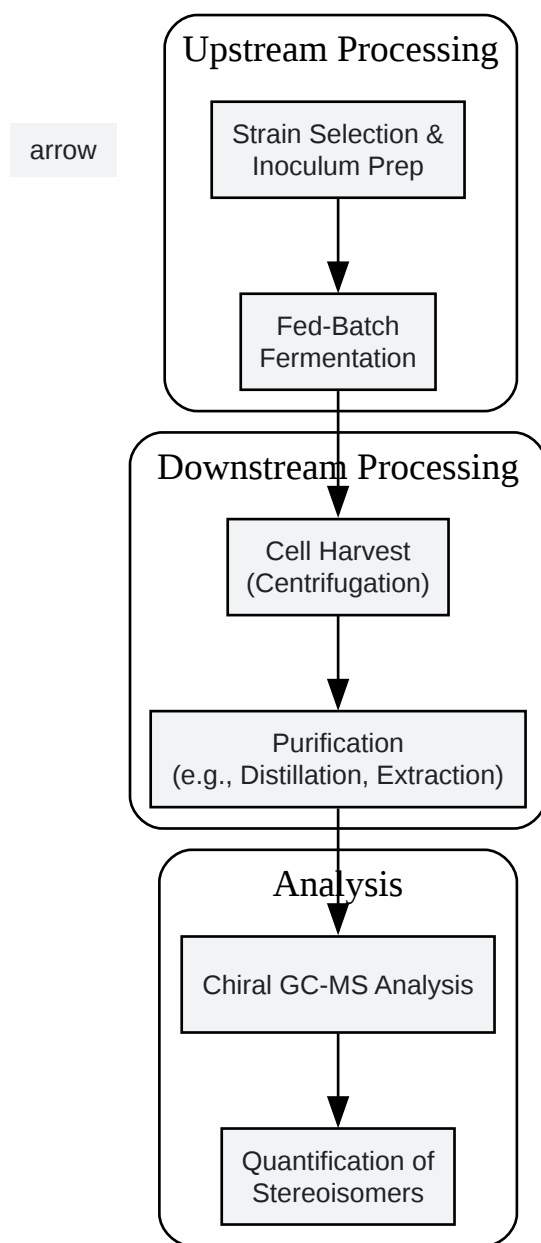 Upstream Processing
arrow
Strain Selection &
Inoculum Prep
Fed-Batch
Fermentation
Downstream Processing
Cell Harvest
(Centrifugation)
Purification
(e.g., Distillation, Extraction)
Analysis
Chiral GC-MS Analysis
Quantification of
Stereoisomers